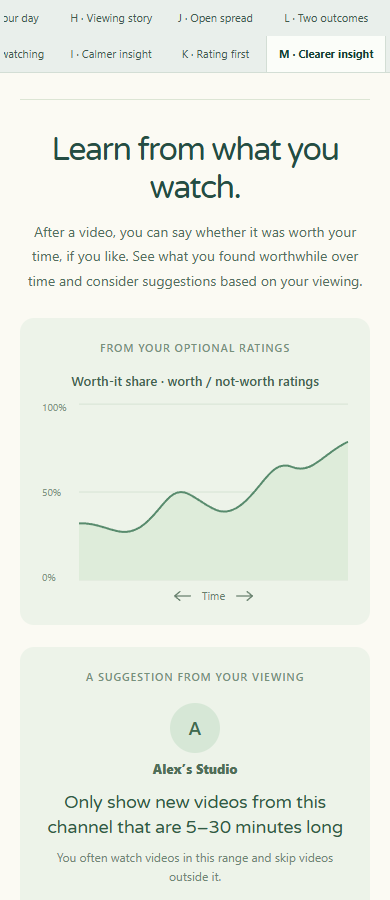 our day H · Viewing story J · Open spread L · Two outcomes
watching I · Calmer insight K · Rating first M · Clearer insight
Learn from what you
watch.
After a video, you can say whether it was worth your
time, if you like. See what you found worthwhile over
time and consider suggestions based on your viewing.
FROM YOUR OPTIONAL RATINGS
Worth-it share · worth / not-worth ratings
100%
50%
0%
← Time →
A SUGGESTION FROM YOUR VIEWING
A
Alex's Studio
Only show new videos from this
channel that are 5–30 minutes long
You often watch videos in this range and skip videos
outside it.